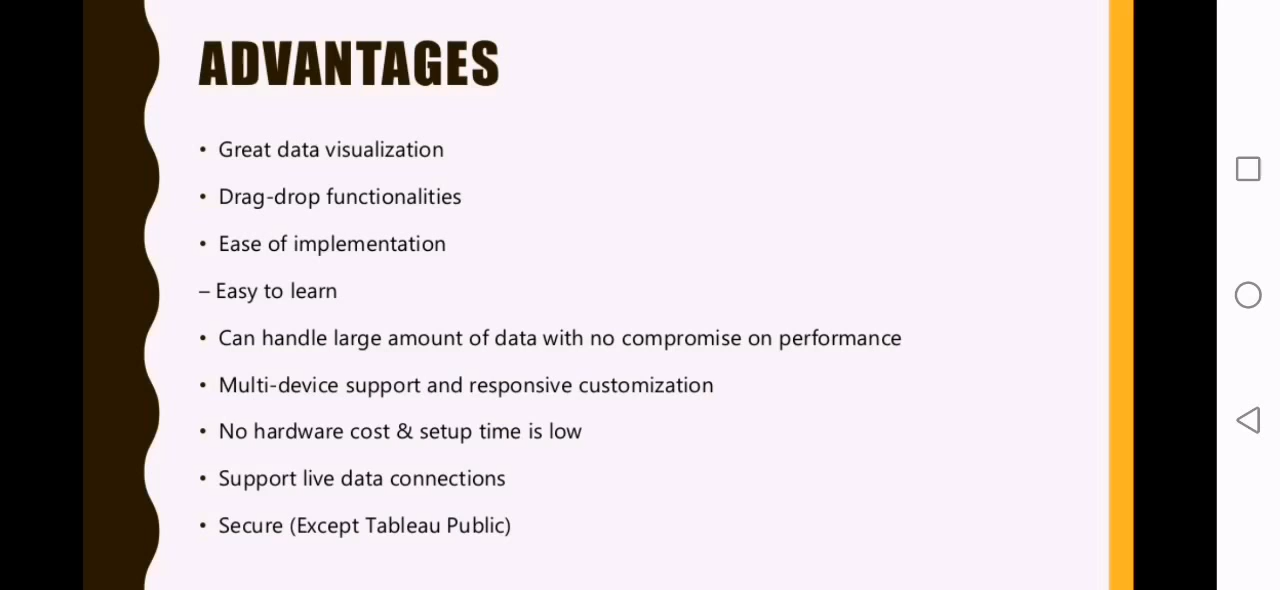 ADVANTAGES
• Great data visualization
• Drag-drop functionalities
• Ease of implementation
– Easy to learn
• Can handle large amount of data with no compromise on performance
• Multi-device support and responsive customization
• No hardware cost & setup time is low
• Support live data connections
• Secure (Except Tableau Public)